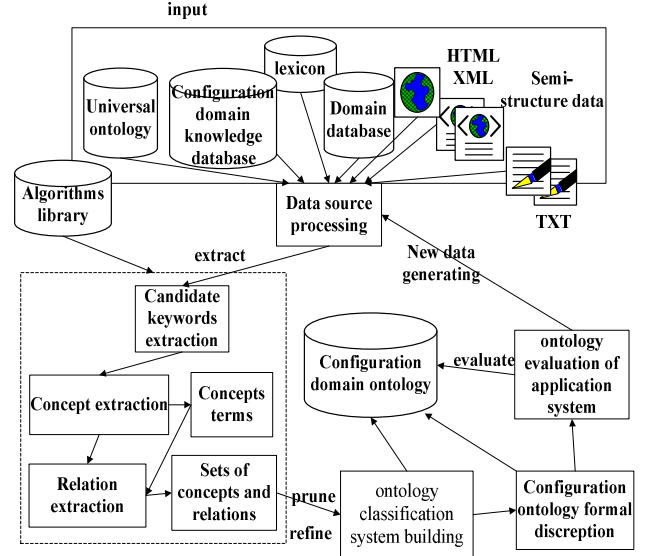 input
HTML
XML
Semi-
structure data
lexicon
Universal
ontology
Configuration
domain
knowledge
database
Domain
database
TXT
Algorithms
library
Data source
processing
extract
New data
generating
Candidate
keywords
extraction
Concept extraction
Concepts
terms
Relation
extraction
Sets of
concepts and
relations
Configuration
domain ontology
evaluate
ontology
evaluation of
application
system
prune
refine
ontology
classification
system building
Configuration
ontology formal
discreption